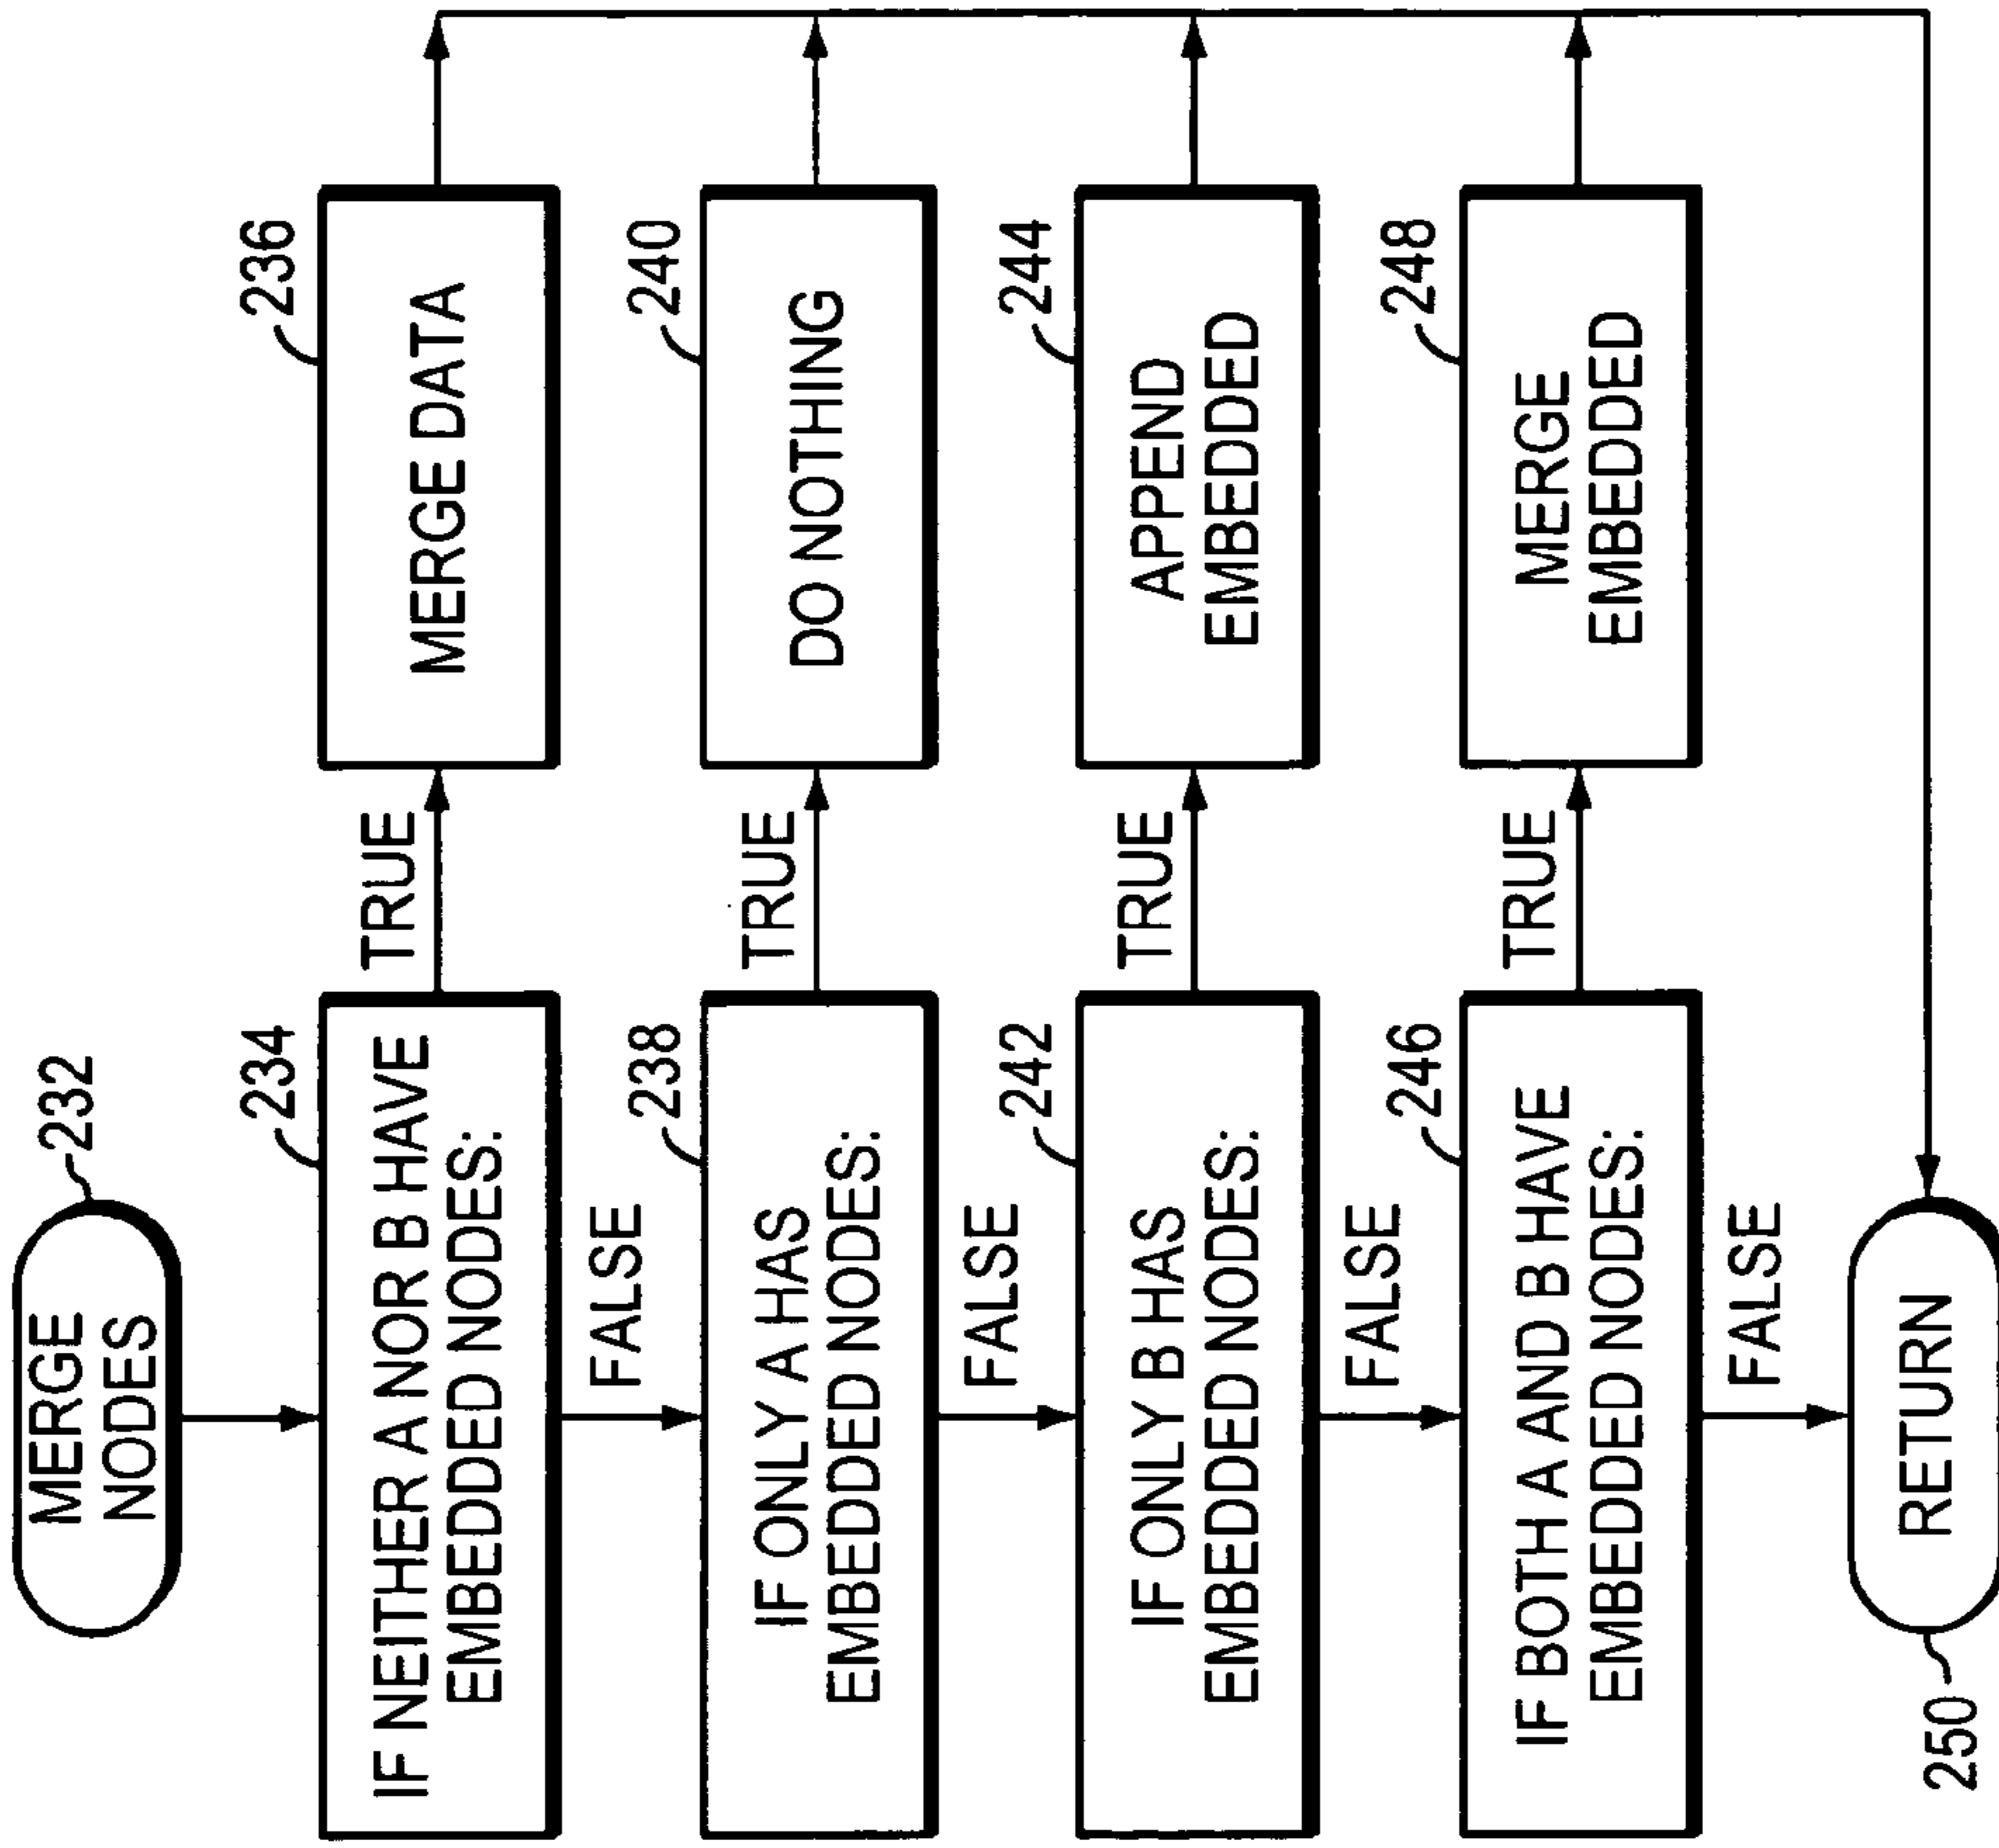 MERGE
NODES
232
IF NEITHER A NOR B HAVE
EMBEDDED NODES:
234
TRUE
MERGE DATA
236
FALSE
IF ONLY A HAS
EMBEDDED NODES:
238
TRUE
DO NOTHING
240
FALSE
IF ONLY B HAS
EMBEDDED NODES:
242
TRUE
APPEND
EMBEDDED
244
FALSE
IF BOTH A AND B HAVE
EMBEDDED NODES:
246
TRUE
MERGE
EMBEDDED
248
FALSE
RETURN
250